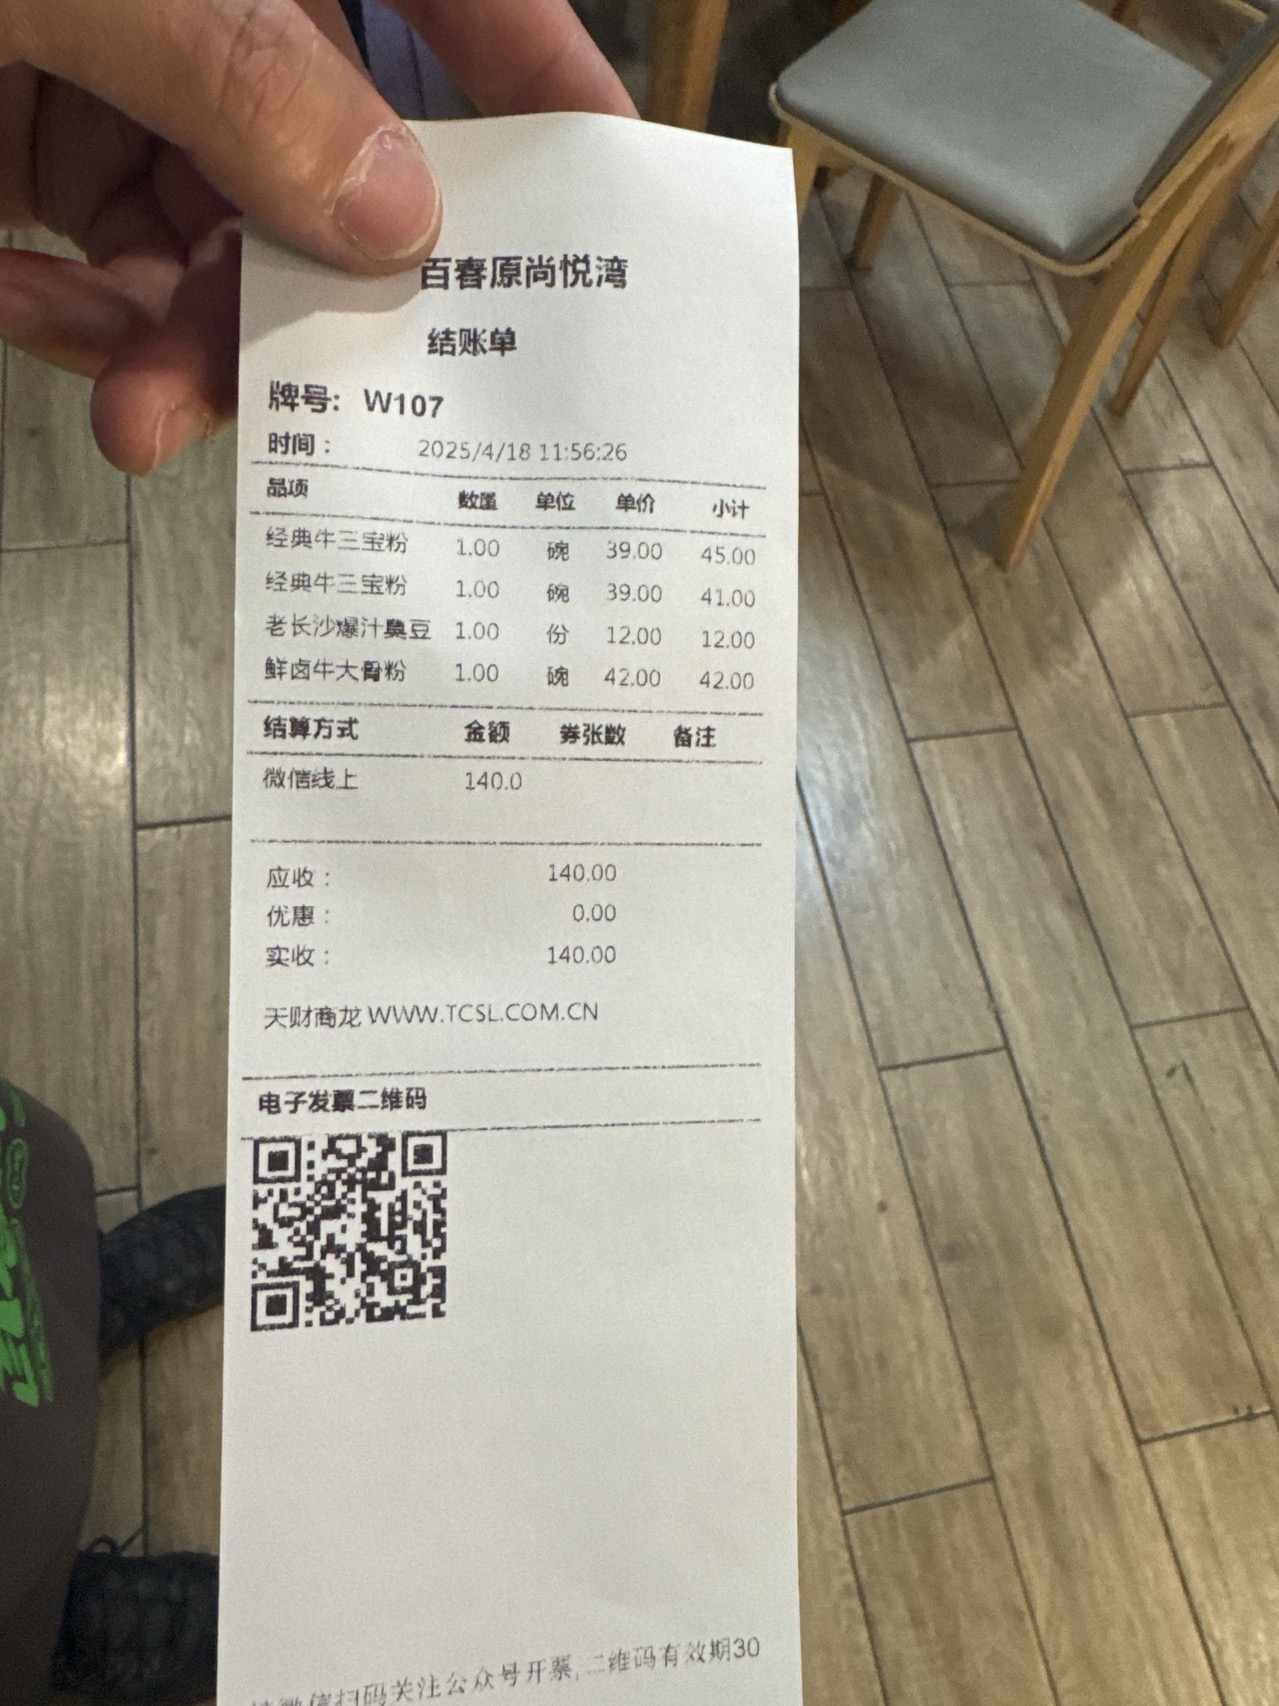 百春原尚悦湾
结账单
牌号: W107
时间： 2025/4/18 11:56:26
品项 数量 单位 单价 小计
经典牛三宝粉 1.00 碗 39.00 45.00
经典牛三宝粉 1.00 碗 39.00 41.00
老长沙爆汁臭豆 1.00 份 12.00 12.00
鲜卤牛大骨粉 1.00 碗 42.00 42.00
结算方式 金额 券张数 备注
微信线上 140.0
应收： 140.00
优惠： 0.00
实收： 140.00
天财商龙 WWW.TCSL.COM.CN
电子发票二维码
微信扫码关注公众号开票,二维码有效期30